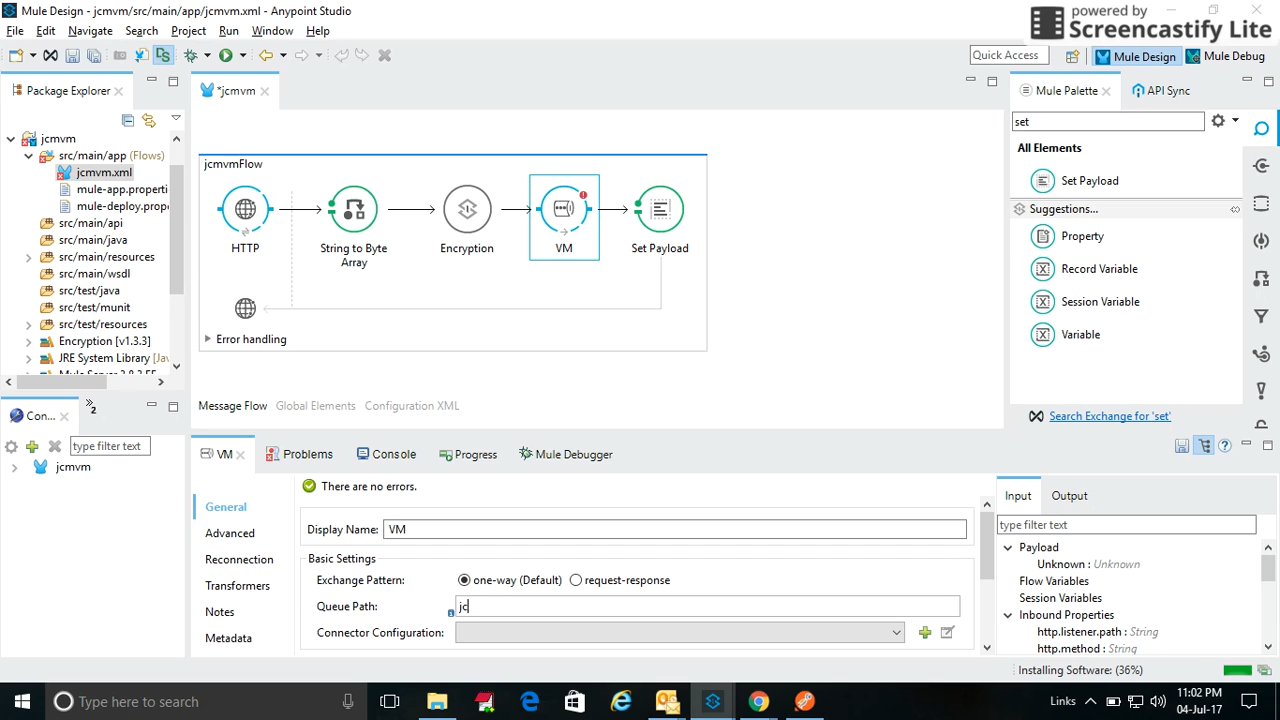 Mule Design - jcmvm/src/main/app/jcmvm.xml - Anypoint Studio
powered by
Screencastify Lite
File Edit Navigate Search Project Run Window Help
Quick Access
Mule Design
Mule Debug
Package Explorer
*jcmvm
Mule Palette
API Sync
set
jcmvm
src/main/app (Flows)
jcmvm.xml
mule-app.properti
mule-deploy.prop
src/main/api
src/main/java
src/main/resources
src/main/wsdl
src/test/java
src/test/munit
src/test/resources
Encryption [v1.3.3]
JRE System Library [Jav
Mule Server 3.8.3 EE
jcmvmFlow
HTTP
String to Byte
Array
Encryption
VM
Set Payload
Error handling
All Elements
Set Payload
Suggestions...
Property
Record Variable
Session Variable
Variable
Message Flow Global Elements Configuration XML
Search Exchange for 'set'
Con...
2
type filter text
jcmvm
VM
Problems
Console
Progress
Mule Debugger
General
Advanced
Reconnection
Transformers
Notes
Metadata
There are no errors.
Display Name: VM
Basic Settings
Exchange Pattern: one-way (Default) request-response
Queue Path: jc
Connector Configuration:
Input Output
type filter text
Payload
Unknown : Unknown
Flow Variables
Session Variables
Inbound Properties
http.listener.path : String
http.method : String
Installing Software: (36%)
Type here to search
Links
11:02 PM
04-Jul-17